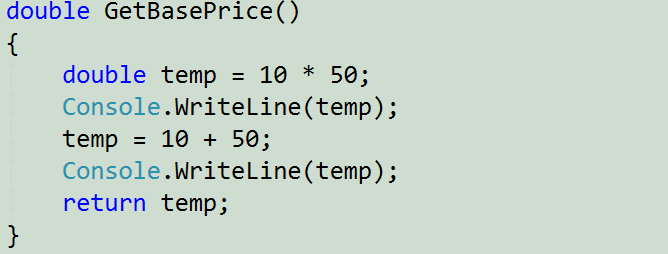 double GetBasePrice()
{
    double temp = 10 * 50;
    Console.WriteLine(temp);
    temp = 10 + 50;
    Console.WriteLine(temp);
    return temp;
}